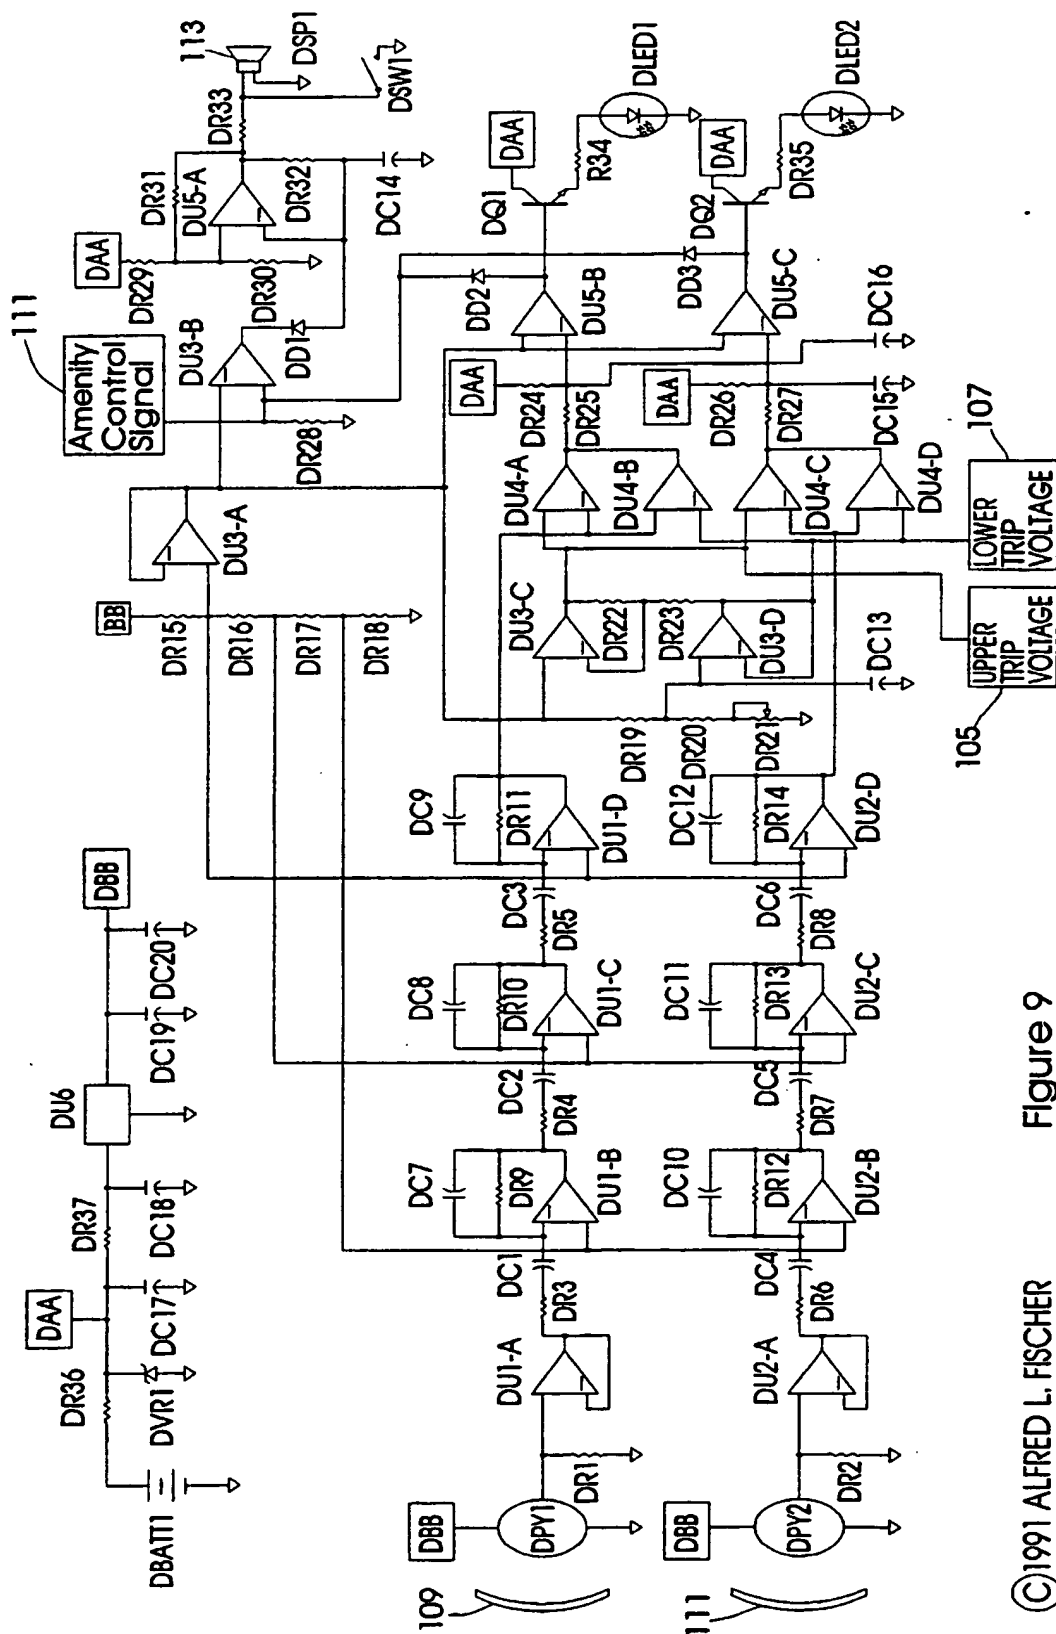 DBATT1
DR36
DVR1
DAA
DC17
DR37
DC18
DU6
DC19
DC20
DBB
BB
DR15
DR16
DR17
DR18
DU3-A
111
Amenity
Control
Signal
DR28
DU3-B
DD1
DAA
DR29
DR30
DR31
DU5-A
DR32
DR33
DC14
113
DSP1
DSW1
109
DBB
DPY1
DR1
DU1-A
DR3
DC1
DC7
DR9
DU1-B
DR4
DC2
DC8
DR10
DU1-C
DR5
DC3
DC9
DR11
DU1-D
DR19
DR20
DR21
DU3-C
DR22
DR23
DU3-D
DC13
DU4-A
DU4-B
DAA
DR24
DR25
DD2
DU5-B
DQ1
DAA
R34
DLED1
111
DBB
DPY2
DR2
DU2-A
DR6
DC4
DC10
DR12
DU2-B
DR7
DC5
DC11
DR13
DU2-C
DR8
DC6
DC12
DR14
DU2-D
DU4-C
DU4-D
DAA
DR26
DR27
DC15
DC16
DD3
DU5-C
DQ2
DAA
DR35
DLED2
105
UPPER
TRIP
VOLTAGE
107
LOWER
TRIP
VOLTAGE
©1991 ALFRED L. FISCHER
Figure 9